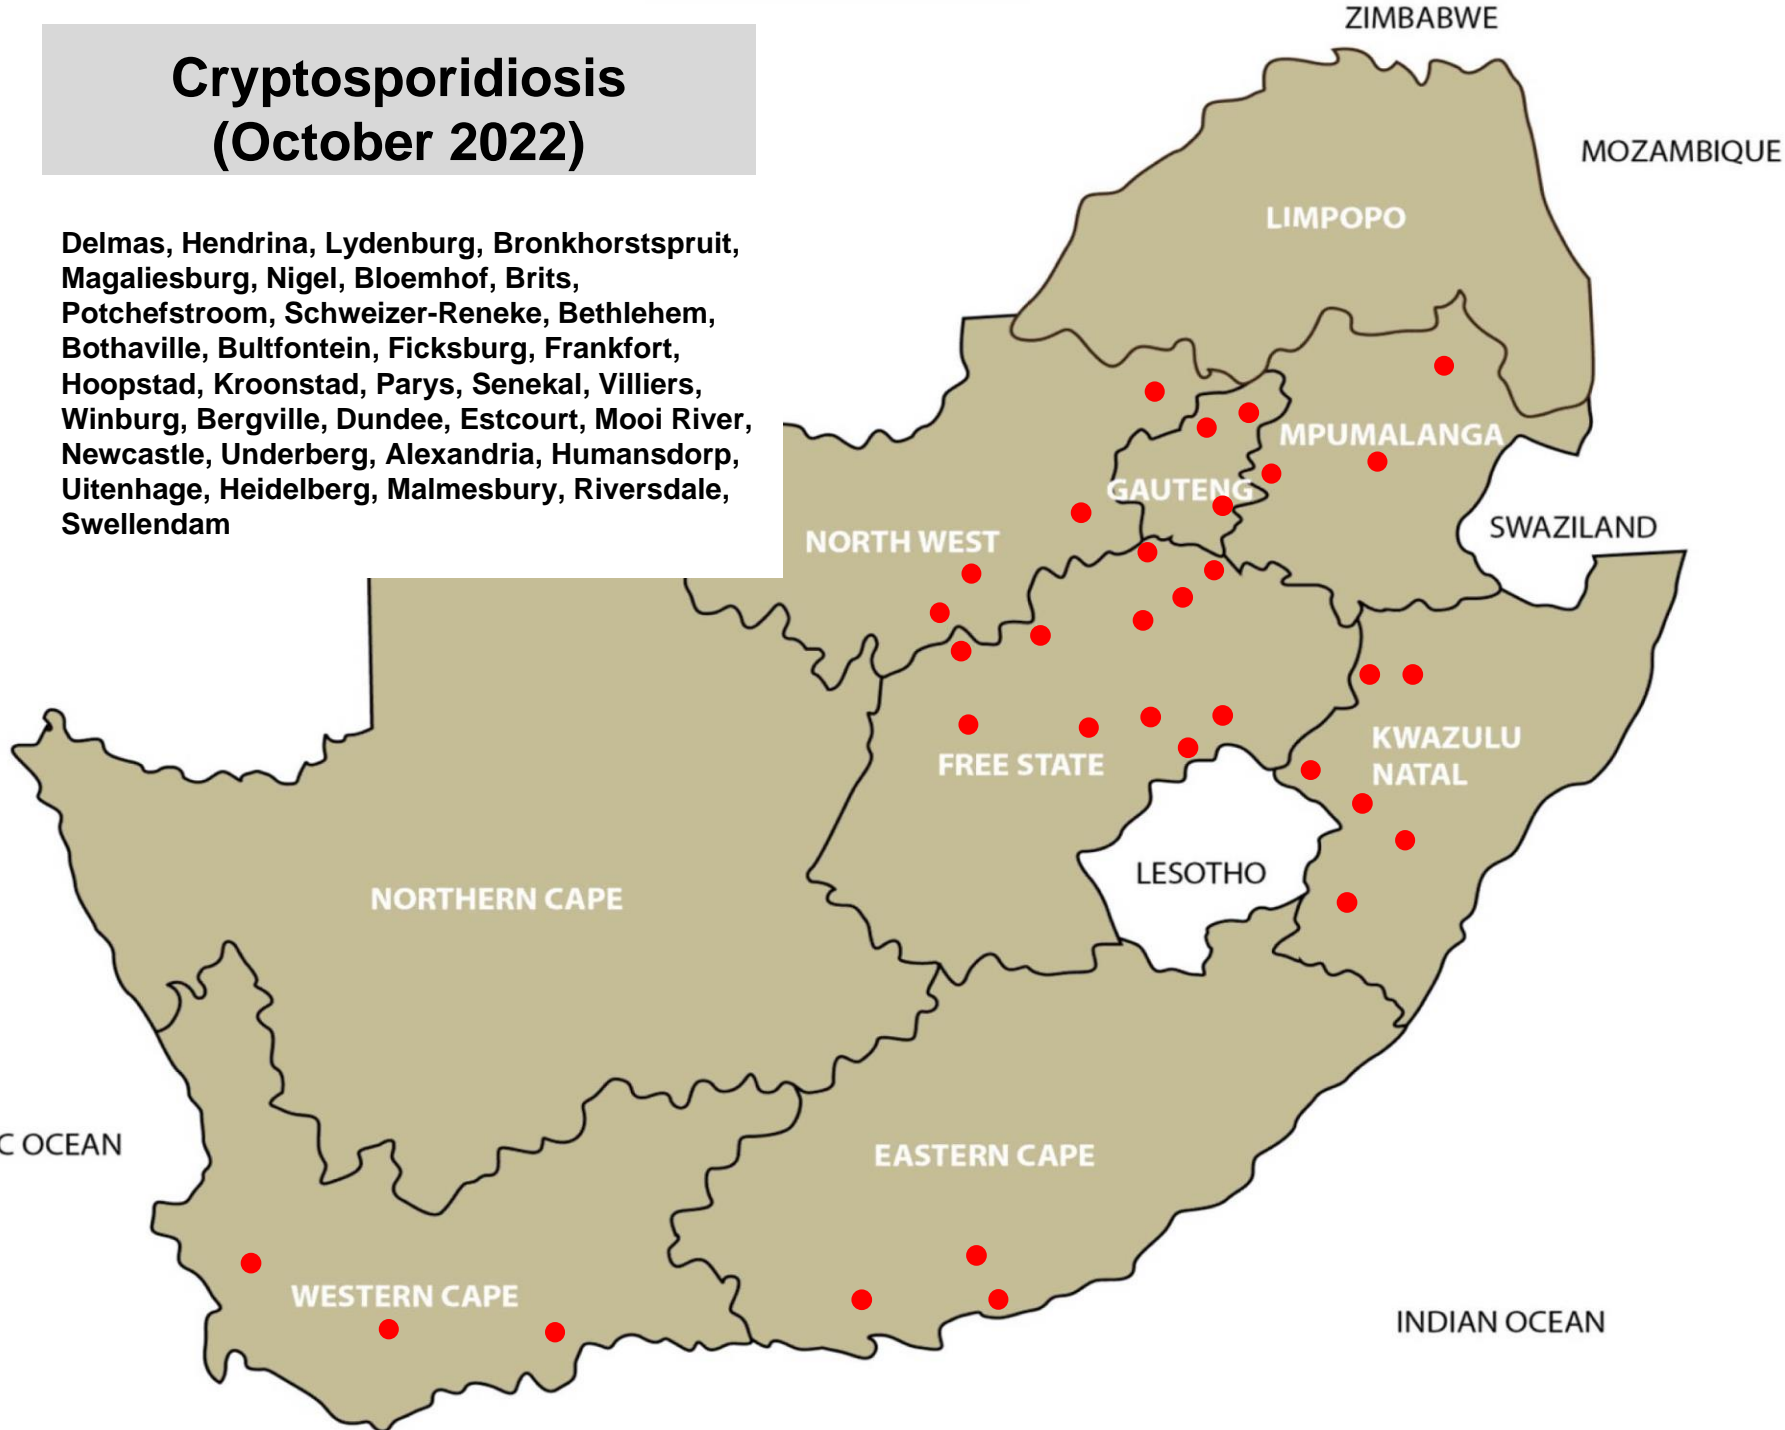 Cryptosporidiosis
(October 2022)
Delmas, Hendrina, Lydenburg, Bronkhorstspruit,
Magaliesburg, Nigel, Bloemhof, Brits,
Potchefstroom, Schweizer-Reneke, Bethlehem,
Bothaville, Bultfontein, Ficksburg, Frankfort,
Hoopstad, Kroonstad, Parys, Senekal, Villiers,
Winburg, Bergville, Dundee, Estcourt, Mooi River,
Newcastle, Underberg, Alexandria, Humansdorp,
Uitenhage, Heidelberg, Malmesbury, Riversdale,
Swellendam
ZIMBABWE
MOZAMBIQUE
LIMPOPO
MPUMALANGA
GAUTENG
SWAZILAND
NORTH WEST
KWAZULU
NATAL
FREE STATE
LESOTHO
NORTHERN CAPE
C OCEAN
EASTERN CAPE
WESTERN CAPE
INDIAN OCEAN